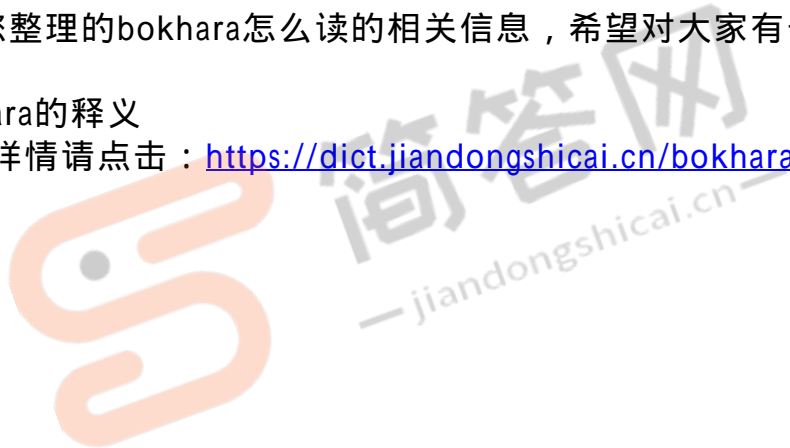 整理的bokhara怎么读的相关信息，希望对大家有
ara的释义
详情请点击：https://dict.jiandongshicai.cn/bokhara
简答网
jiandongshicai.cn